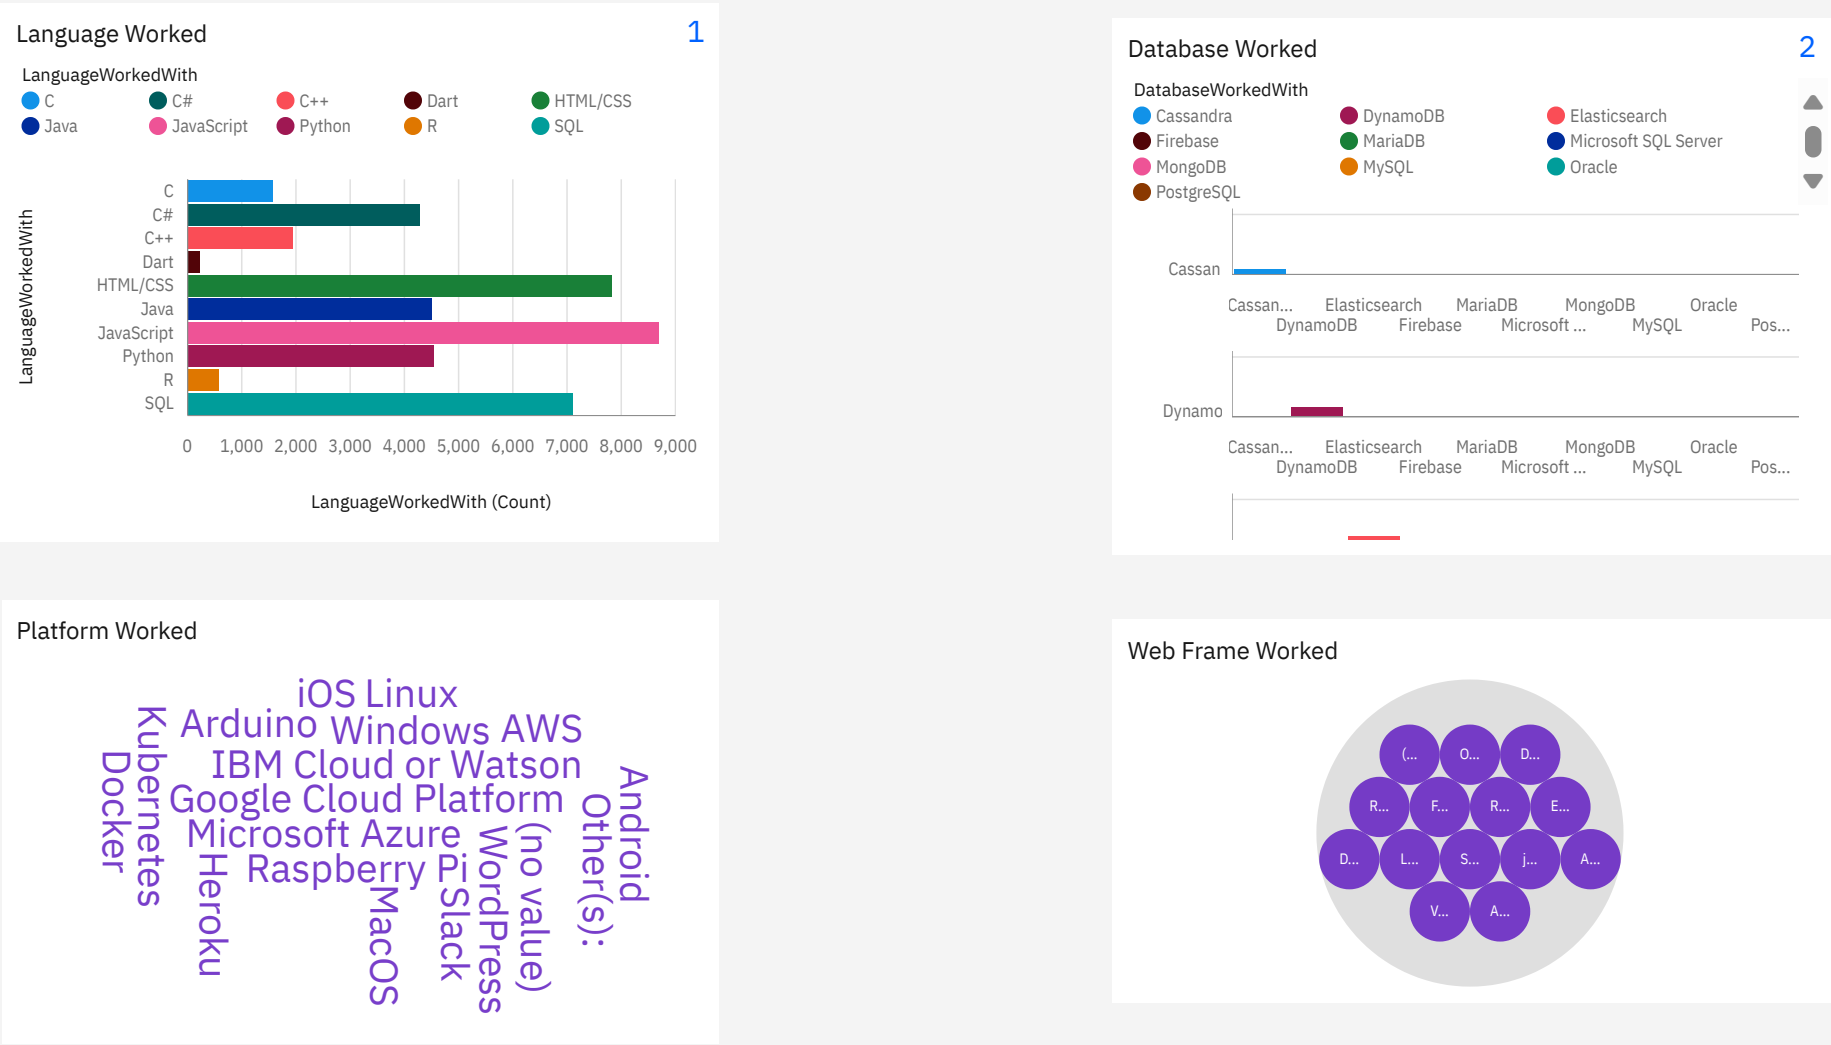 Language Worked
1
LanguageWorkedWith
C C# C++ Dart HTML/CSS
Java JavaScript Python R SQL
LanguageWorkedWith
C
C#
C++
Dart
HTML/CSS
Java
JavaScript
Python
R
SQL
0 1,000 2,000 3,000 4,000 5,000 6,000 7,000 8,000 9,000
LanguageWorkedWith (Count)
Database Worked
2
DatabaseWorkedWith
Cassandra DynamoDB Elasticsearch
Firebase MariaDB Microsoft SQL Server
MongoDB MySQL Oracle
PostgreSQL
Cassan
Cassan... Elasticsearch MariaDB MongoDB Oracle
DynamoDB Firebase Microsoft ... MySQL Pos...
Dynamo
Cassan... Elasticsearch MariaDB MongoDB Oracle
DynamoDB Firebase Microsoft ... MySQL Pos...
Platform Worked
iOS
Linux
Kubernetes
Arduino
Windows
AWS
Docker
IBM Cloud or Watson
Android
Google Cloud Platform
Other(s):
Microsoft Azure
WordPress
(no value)
Heroku
Raspberry Pi
MacOS
Slack
Web Frame Worked
(... O... D...
R... F... R... E...
D... L... S... j... A...
V... A...